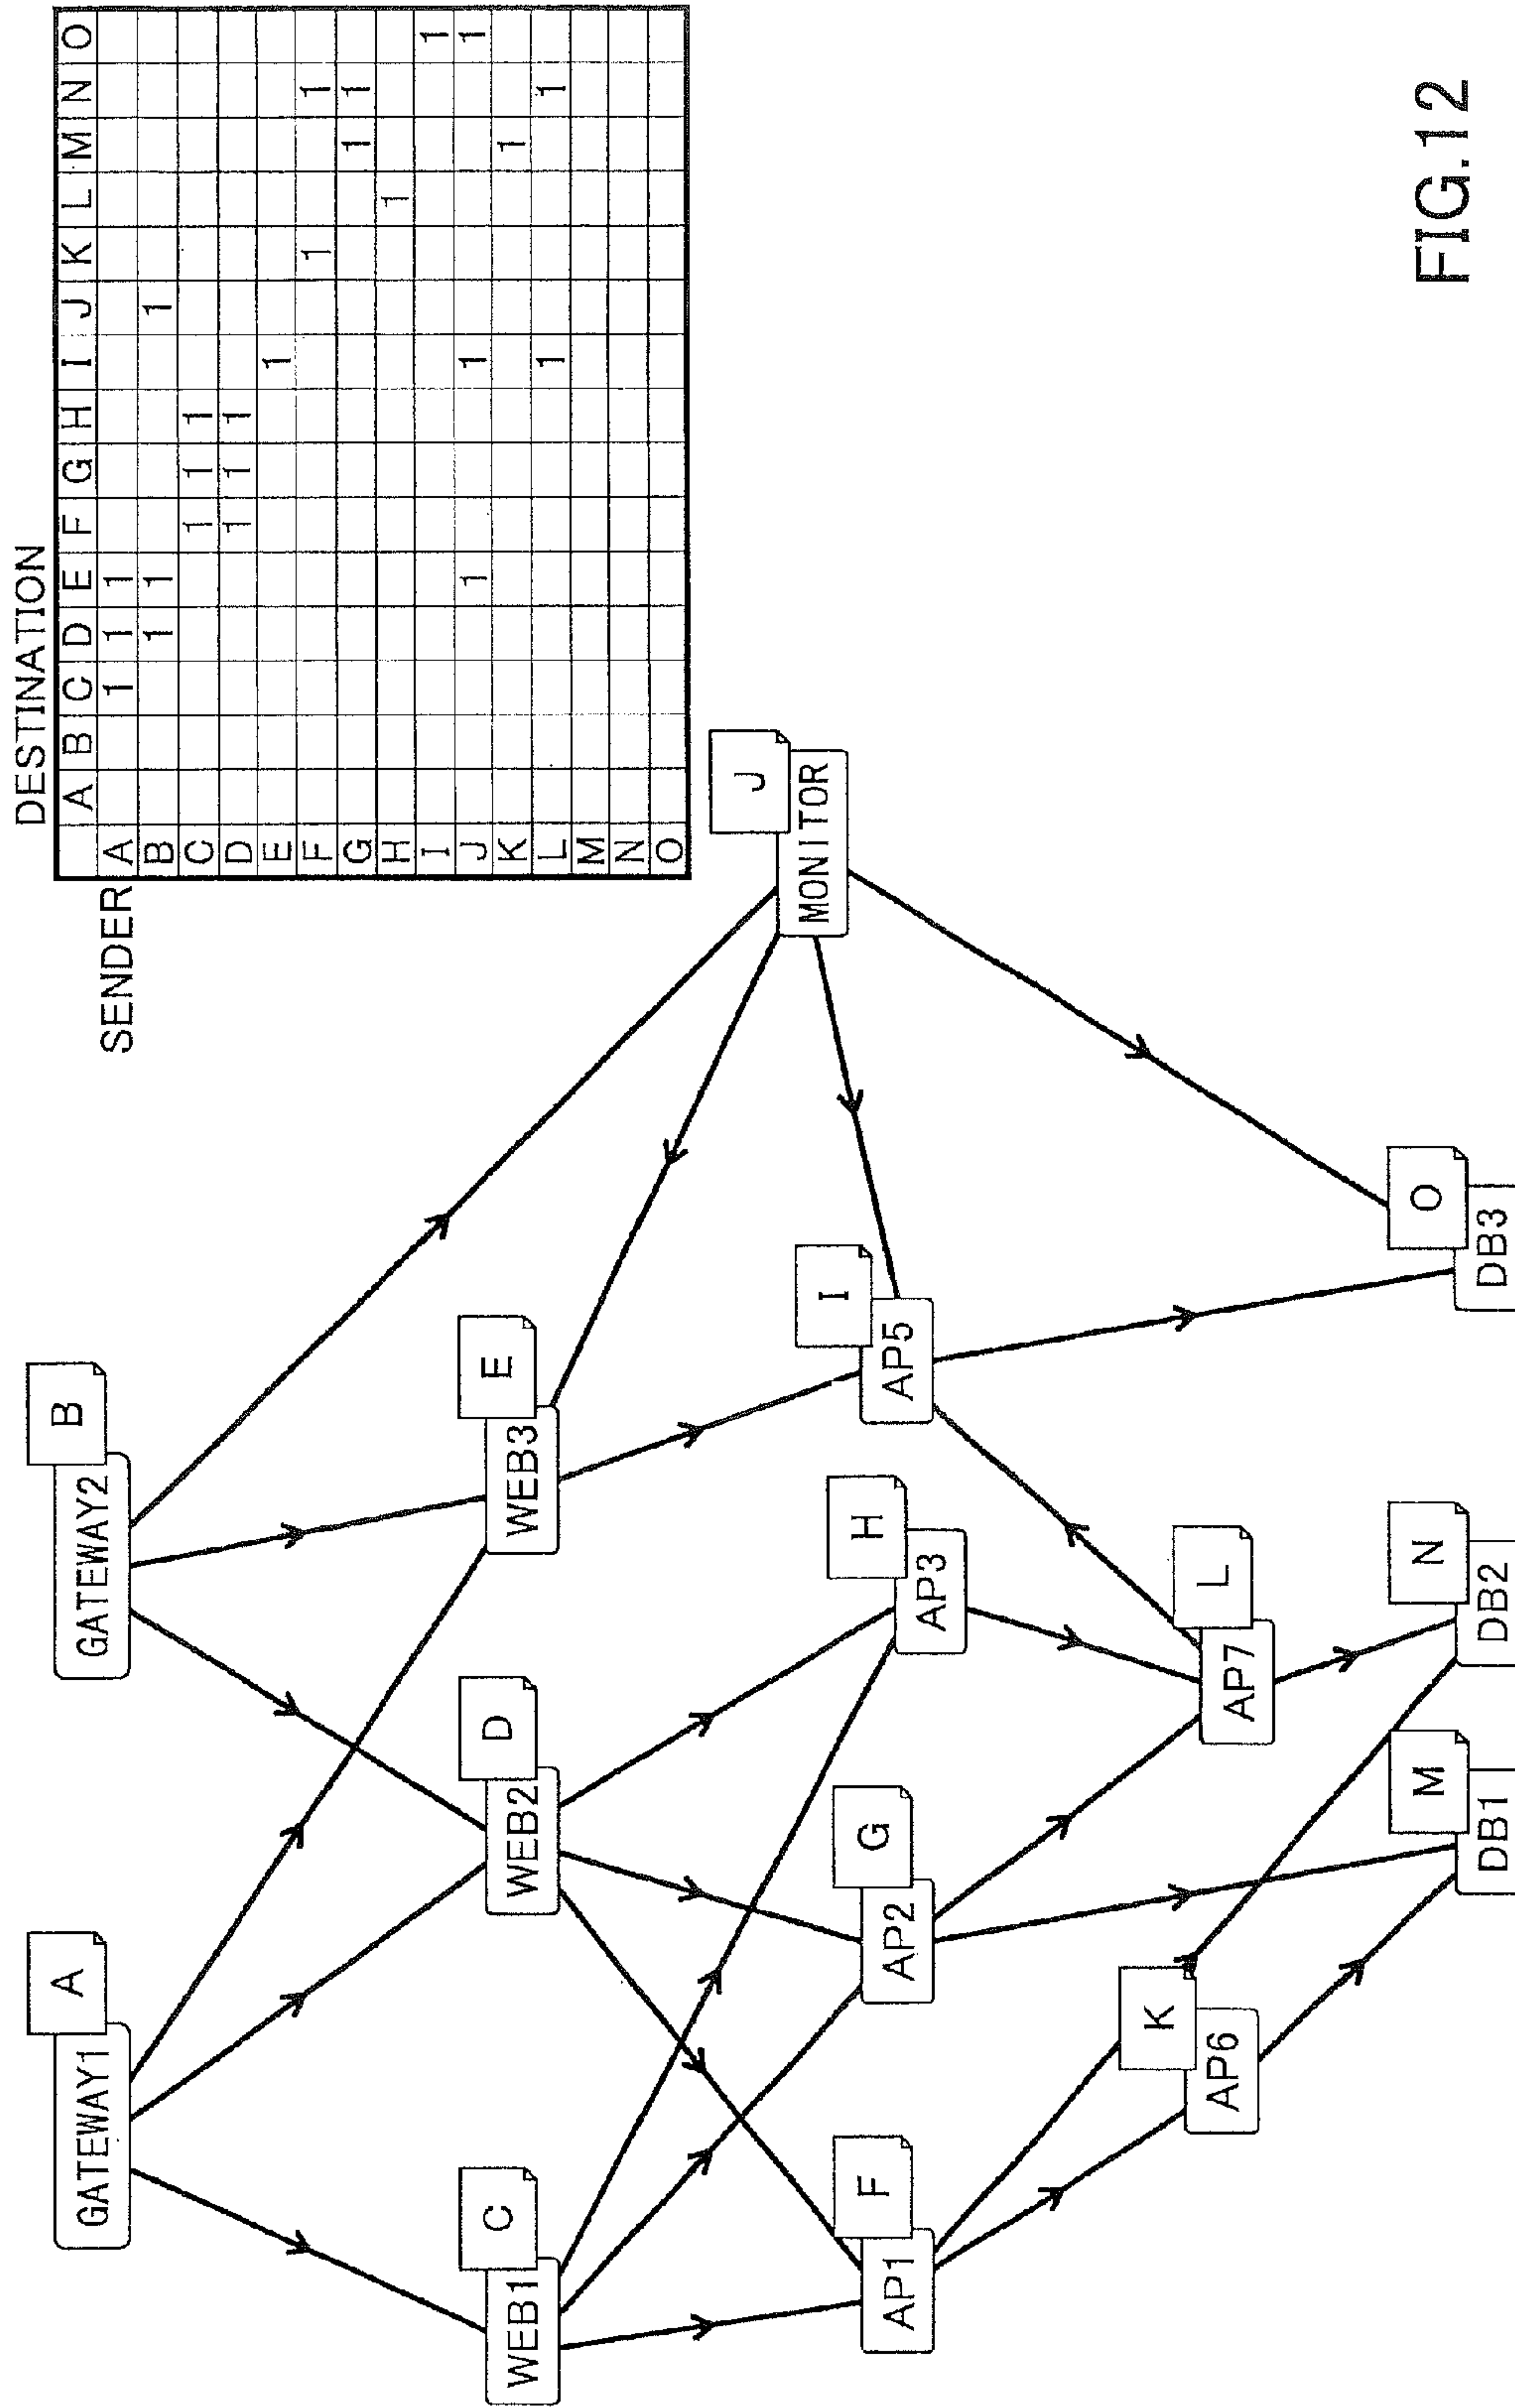 DESTINATION
A B C D E F G H I J K L M N O
SENDER
A 1 1 1
B 1 1 1
C 1 1 1
D 1 1 1
E 1
F 1 1
G 1 1
H 1
I 1
J 1 1 1
K 1
L 1 1
M
N
O
A
GATEWAY1
B
GATEWAY2
C
WEB1
D
WEB2
E
WEB3
J
MONITOR
F
AP1
G
AP2
H
AP3
I
AP5
K
AP6
L
AP7
M
DB1
N
DB2
O
DB3
FIG.12